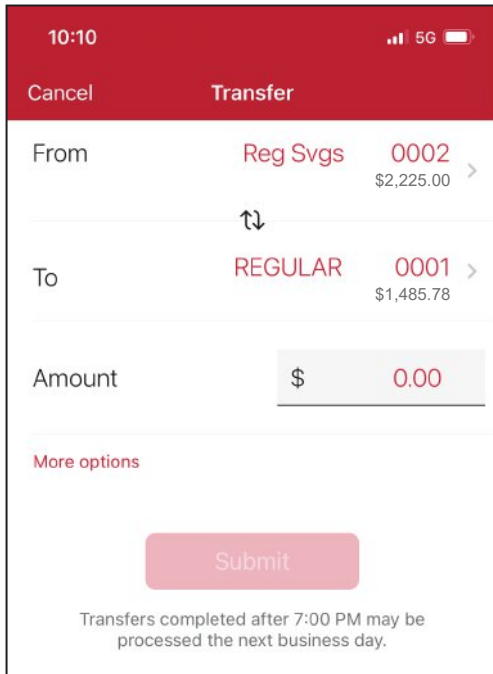 10:10 5G
Cancel Transfer
From Reg Svgs 0002
$2,225.00
To REGULAR 0001
$1,485.78
Amount $ 0.00
More options
Submit
Transfers completed after 7:00 PM may be
processed the next business day.